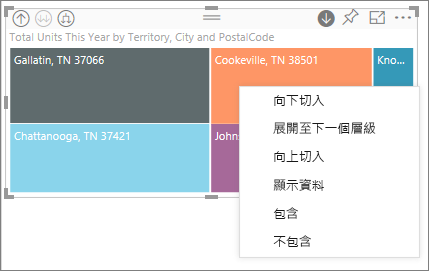 Total Units This Year by Territory, City and PostalCode
Gallatin, TN 37066
Cookeville, TN 38501
Kno...
Chattanooga, TN 37421
Johns
向下切入
展開至下一個層級
向上切入
顯示資料
包含
不包含